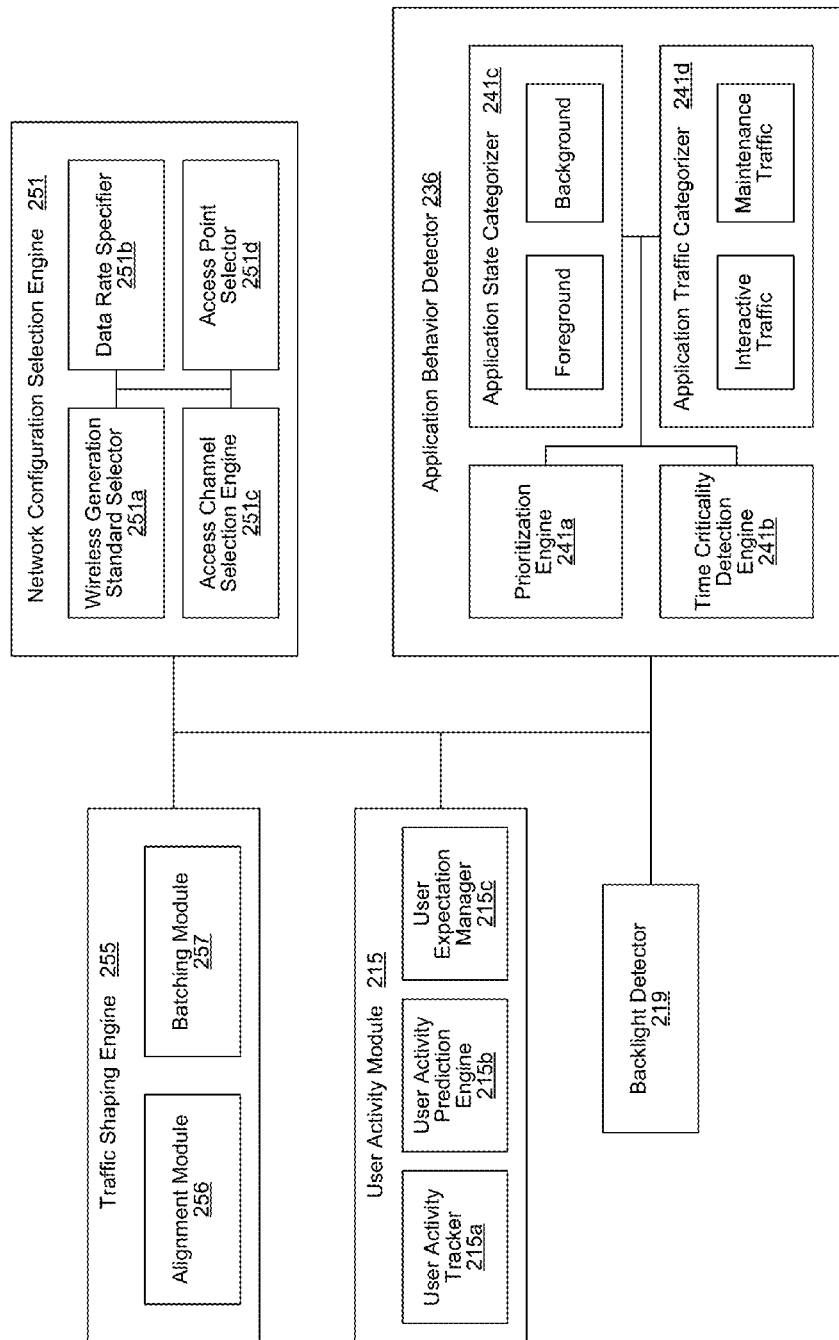 Traffic Shaping Engine 255
Alignment Module
256
Batching Module
257
User Activity Module 215
User Activity
Tracker
215a
User Activity
Prediction
Engine
215b
User
Expectation
Manager
215c
Backlight Detector
219
Network Configuration Selection Engine 251
Wireless Generation
Standard Selector
251a
Data Rate Specifier
251b
Access Channel
Selection Engine
251c
Access Point
Selector
251d
Application Behavior Detector 236
Prioritization
Engine
241a
Time Criticality
Detection
Engine
241b
Application State Categorizer 241c
Foreground
Background
Application Traffic Categorizer 241d
Interactive
Traffic
Maintenance
Traffic